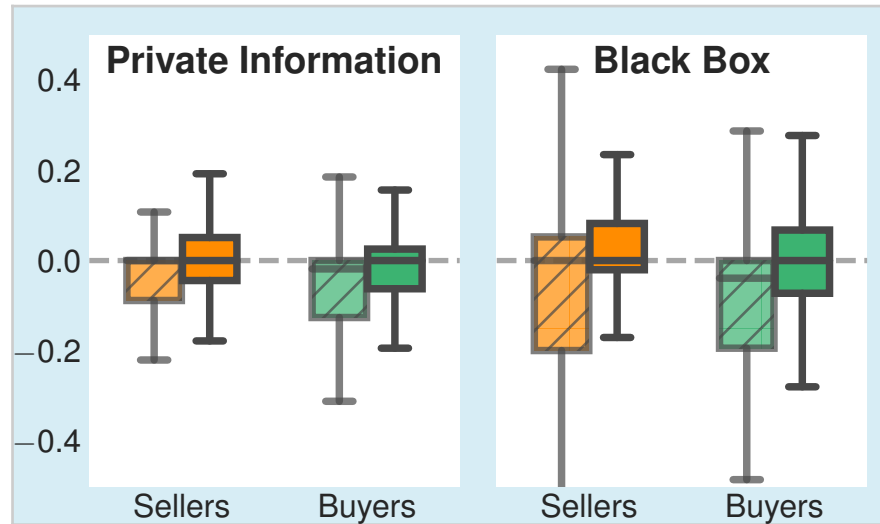 Private Information
Black Box
0.4
0.2
0.0
−0.2
−0.4
Sellers
Buyers
Sellers
Buyers